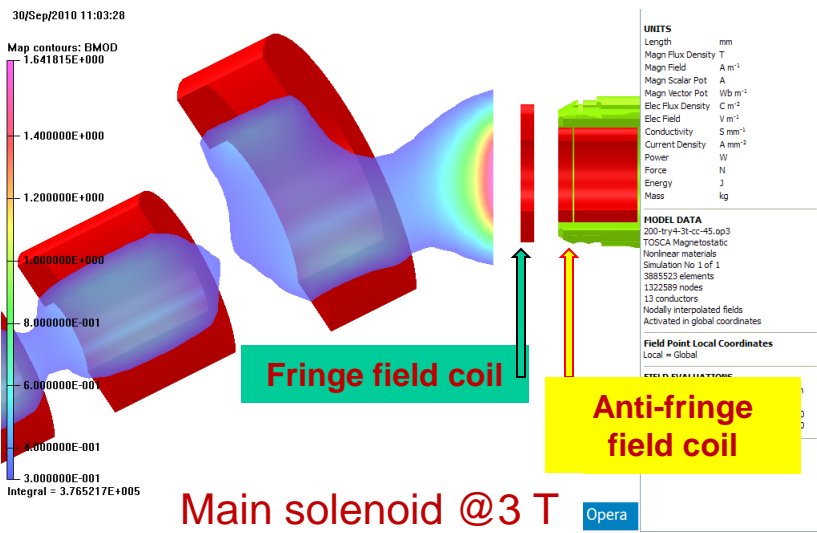 30/Sep/2010 11:03:28
Map contours: BMOD
1.641815E+000
1.400000E+000
1.200000E+000
1.000000E+000
8.000000E-001
6.000000E-001
4.000000E-001
3.000000E-001
Integral = 3.765217E+005
Fringe field coil
Anti-fringe
field coil
Main solenoid @3 T
Opera
UNITS
Length mm
Magn Flux Density T
Magn Field A m⁻¹
Magn Scalar Pot A
Magn Vector Pot Wb m⁻¹
Elec Flux Density C m⁻²
Elec Field V m⁻¹
Conductivity S mm⁻¹
Current Density A mm⁻²
Power W
Force N
Energy J
Mass kg
MODEL DATA
200-try4-3t-cc-45.op3
TOSCA Magnetostatic
Nonlinear materials
Simulation No 1 of 1
3885523 elements
1322589 nodes
13 conductors
Nodally interpolated fields
Activated in global coordinates
Field Point Local Coordinates
Local = Global
FIELD EVALUATIONS